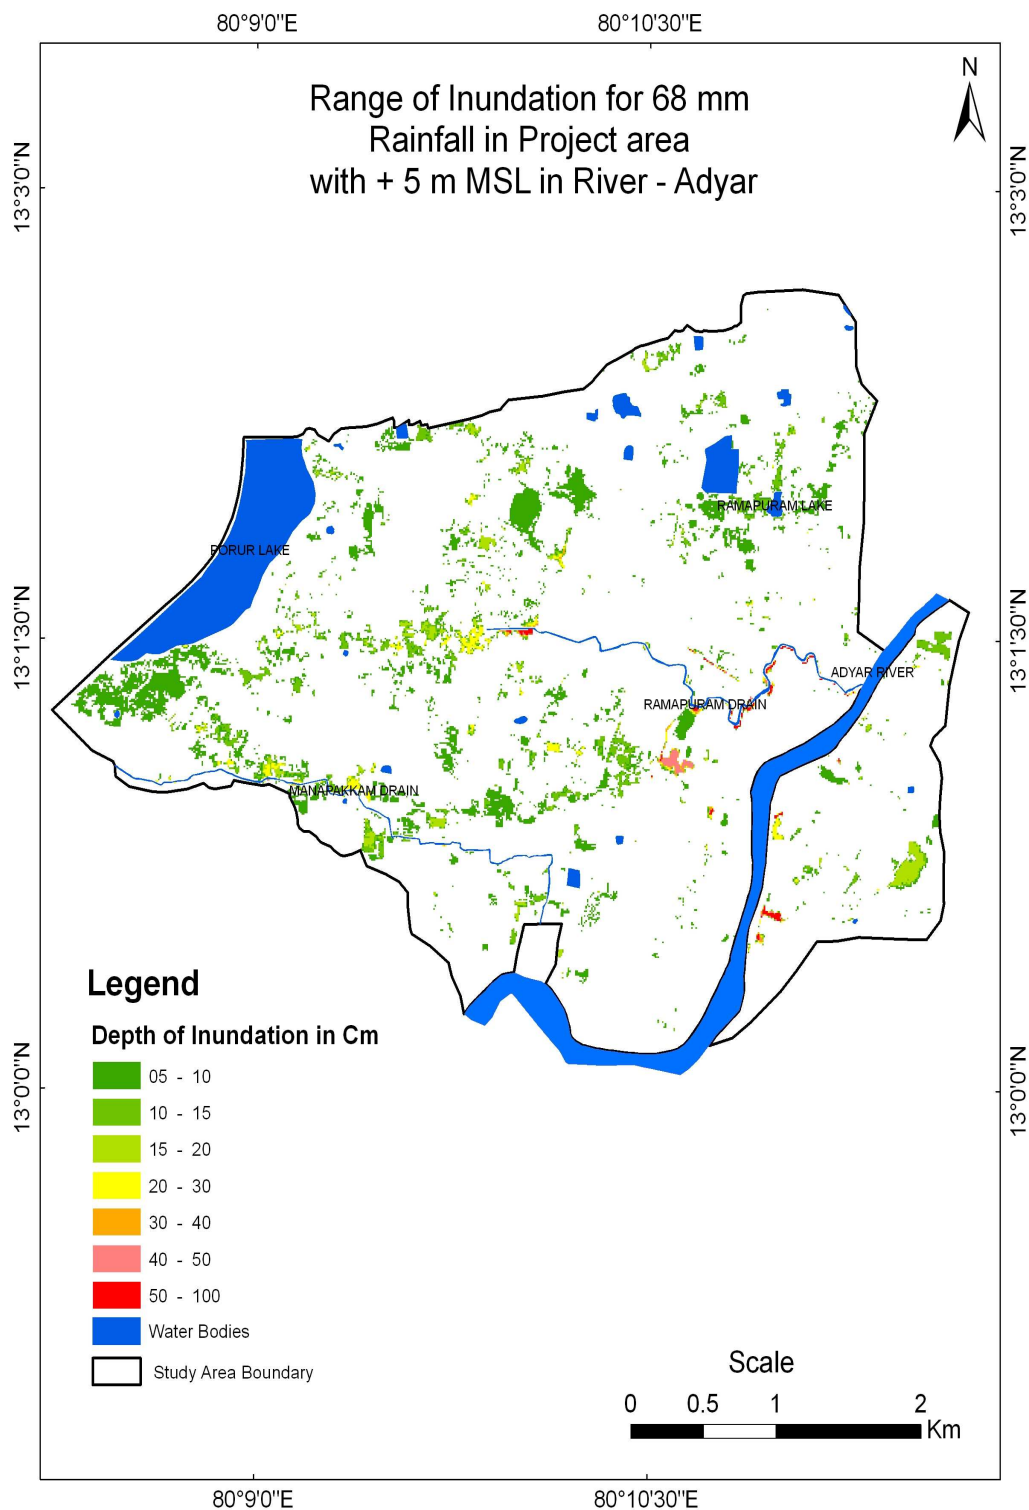 80°9'0"E
80°10'30"E
N
Range of Inundation for 68 mm
Rainfall in Project area
with + 5 m MSL in River - Adyar
13°3'0"N
13°3'0"N
RAMAPURAM LAKE
PORUR LAKE
13°1'30"N
13°1'30"N
ADYAR RIVER
RAMAPURAM DRAIN
MANAPAKKAM DRAIN
Legend
Depth of Inundation in Cm
05 - 10
10 - 15
15 - 20
20 - 30
30 - 40
40 - 50
50 - 100
Water Bodies
Study Area Boundary
13°0'0"N
13°0'0"N
Scale
0 0.5 1 2
Km
80°9'0"E
80°10'30"E